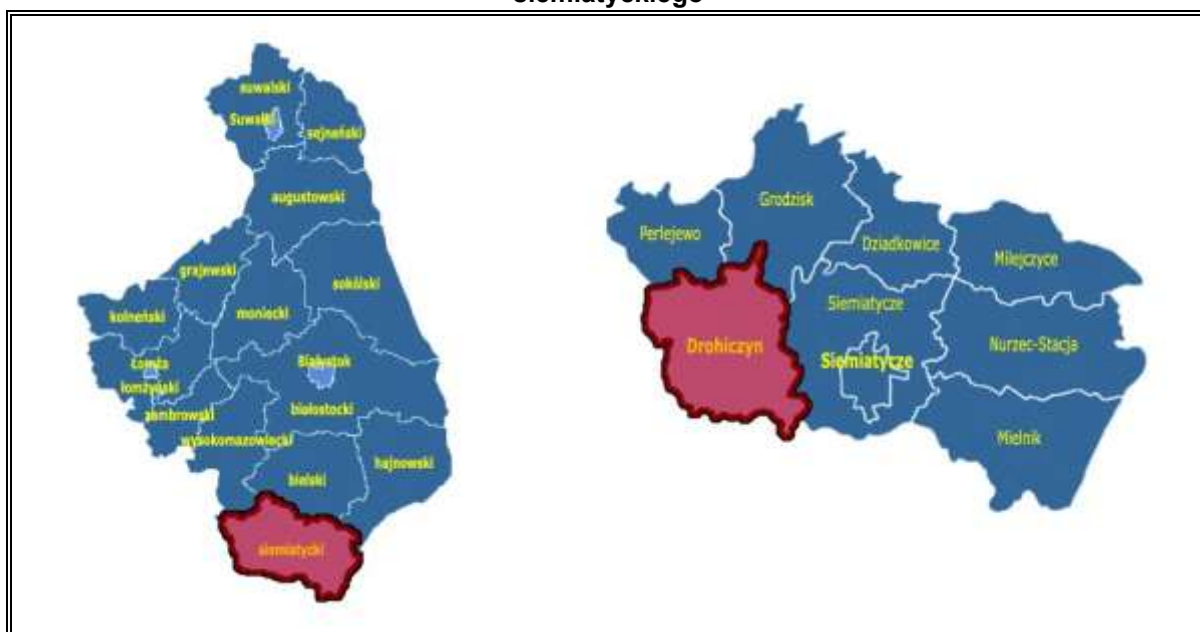 siemiatyckiego
suwalski
Suwałki
sejneński
augustowski
grajewski
sokólski
moniecki
kolneński
Łomża
Białystok
łomżyński
zambrowski
białostocki
wysokomazowiecki
hajnowski
bielski
siemiatycki
Grodzisk
Perlejewo
Dziadkowice
Milejczyce
Siemiatycze
Drohiczyn
Nurzec-Stacja
Siemiatycze
Mielnik